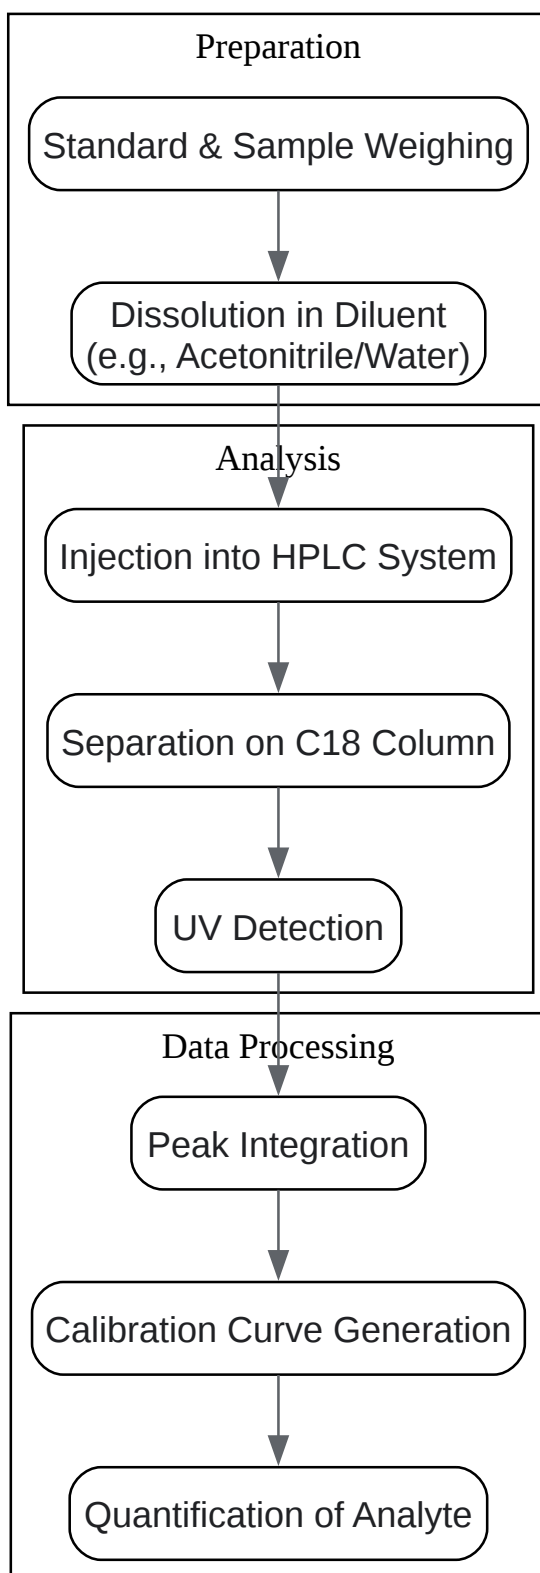 Preparation
Standard & Sample Weighing
Dissolution in Diluent
(e.g., Acetonitrile/Water)
Analysis
Injection into HPLC System
Separation on C18 Column
UV Detection
Data Processing
Peak Integration
Calibration Curve Generation
Quantification of Analyte